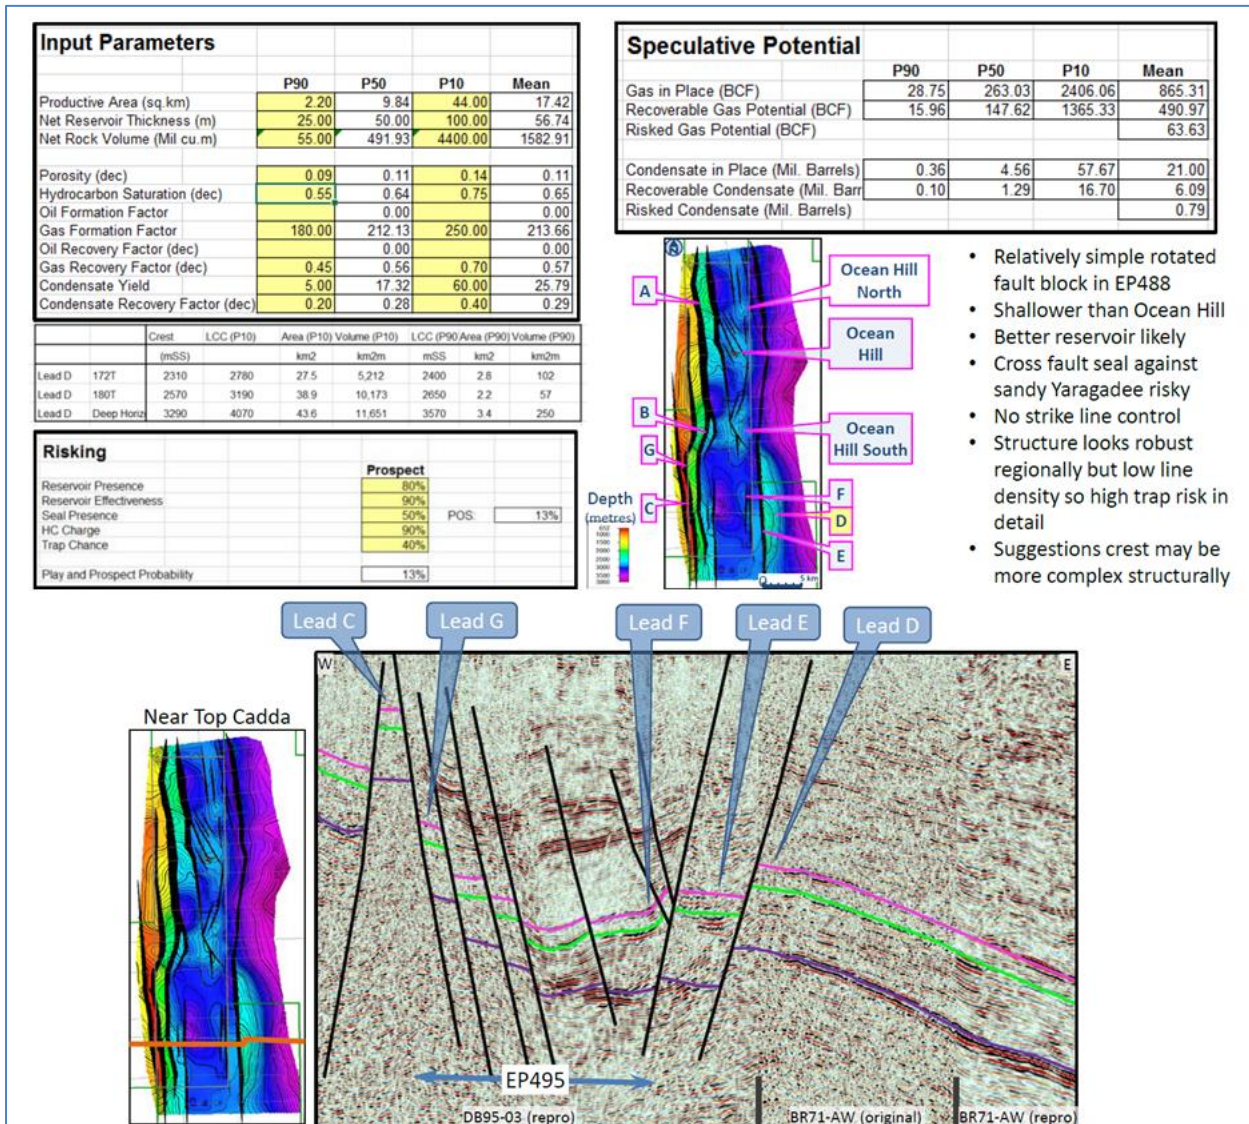 Input Parameters
P90 P50 P10 Mean
Productive Area (sq.km) 2.20 9.84 44.00 17.42
Net Reservoir Thickness (m) 25.00 50.00 100.00 56.74
Net Rock Volume (Mil cu.m) 55.00 491.93 4400.00 1582.91
Porosity (dec) 0.09 0.11 0.14 0.11
Hydrocarbon Saturation (dec) 0.55 0.64 0.75 0.65
Oil Formation Factor 0.00 0.00
Gas Formation Factor 180.00 212.13 250.00 213.66
Oil Recovery Factor (dec) 0.00 0.00
Gas Recovery Factor (dec) 0.45 0.56 0.70 0.57
Condensate Yield 5.00 17.32 60.00 25.79
Condensate Recovery Factor (dec) 0.20 0.28 0.40 0.29
Crest LCC (P10) Area (P10) Volume (P10) LCC (P90 Area (P90) Volume (P90)
(mSS) km2 km2m mSS km2 km2m
Lead D 172T 2310 2780 27.5 5,212 2400 2.8 102
Lead D 180T 2570 3190 38.9 10,173 2650 2.2 57
Lead D Deep Horiz 3290 4070 43.6 11,651 3570 3.4 250
Risking
Prospect
Reservoir Presence 80%
Reservoir Effectiveness 90%
Seal Presence 50% POS: 13%
HC Charge 90%
Trap Chance 40%
Play and Prospect Probability 13%
Speculative Potential
P90 P50 P10 Mean
Gas in Place (BCF) 28.75 263.03 2406.06 865.31
Recoverable Gas Potential (BCF) 15.96 147.62 1365.33 490.97
Risked Gas Potential (BCF) 63.63
Condensate in Place (Mil. Barrels) 0.36 4.56 57.67 21.00
Recoverable Condensate (Mil. Barr 0.10 1.29 16.70 6.09
Risked Condensate (Mil. Barrels) 0.79
A
Ocean Hill
North
Ocean
Hill
B
G
Ocean
Hill South
C
F
D
E
Depth
(metres)
1000
1500
2000
2500
3000
3500
0 5 km
• Relatively simple rotated
fault block in EP488
• Shallower than Ocean Hill
• Better reservoir likely
• Cross fault seal against
sandy Yaragadee risky
• No strike line control
• Structure looks robust
regionally but low line
density so high trap risk in
detail
• Suggestions crest may be
more complex structurally
Lead C
Lead G
Lead F
Lead E
Lead D
W E
Near Top Cadda
EP495
DB95-03 (repro) BR71-AW (original) BR71-AW (repro)